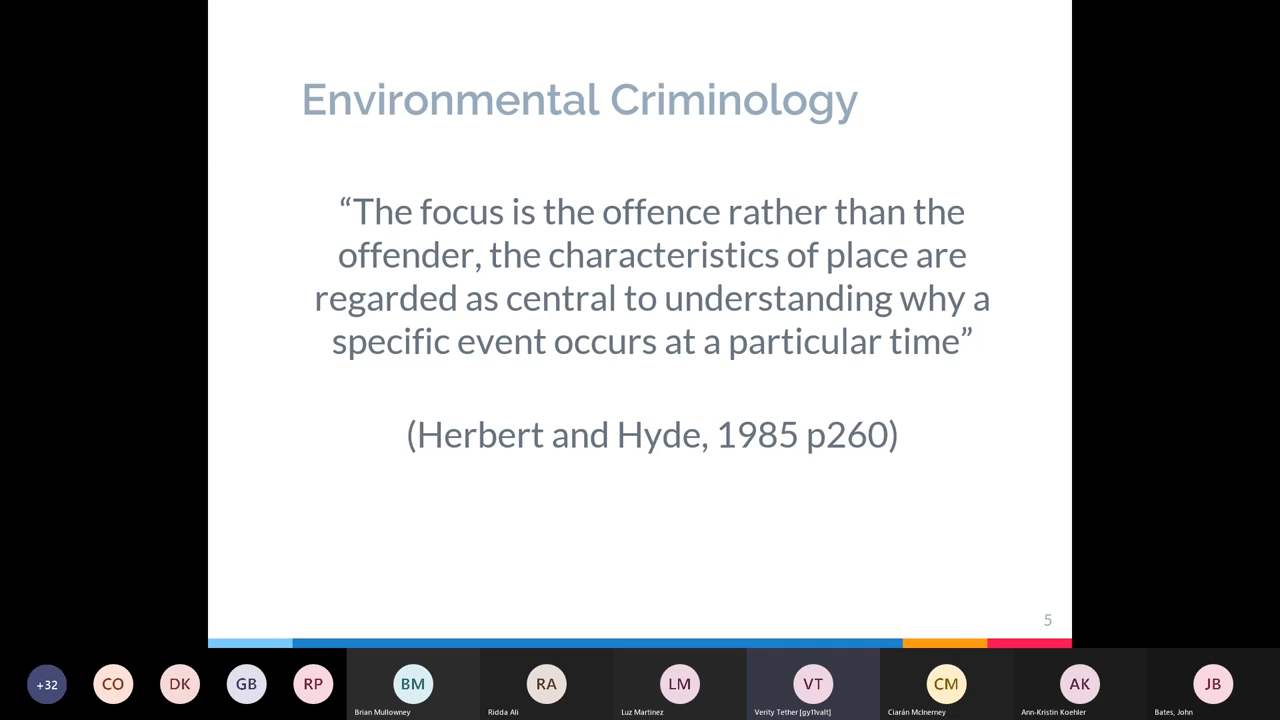 Environmental Criminology
“The focus is the offence rather than the
offender, the characteristics of place are
regarded as central to understanding why a
specific event occurs at a particular time”
(Herbert and Hyde, 1985 p260)
5
+32
CO
DK
GB
RP
BM
RA
LM
VT
CM
AK
JB
Brian Mullowney
Ridda Ali
Luz Martinez
Verity Tether [gy11valt]
Ciarán McInerney
Ann-Kristin Koehler
Bates, John